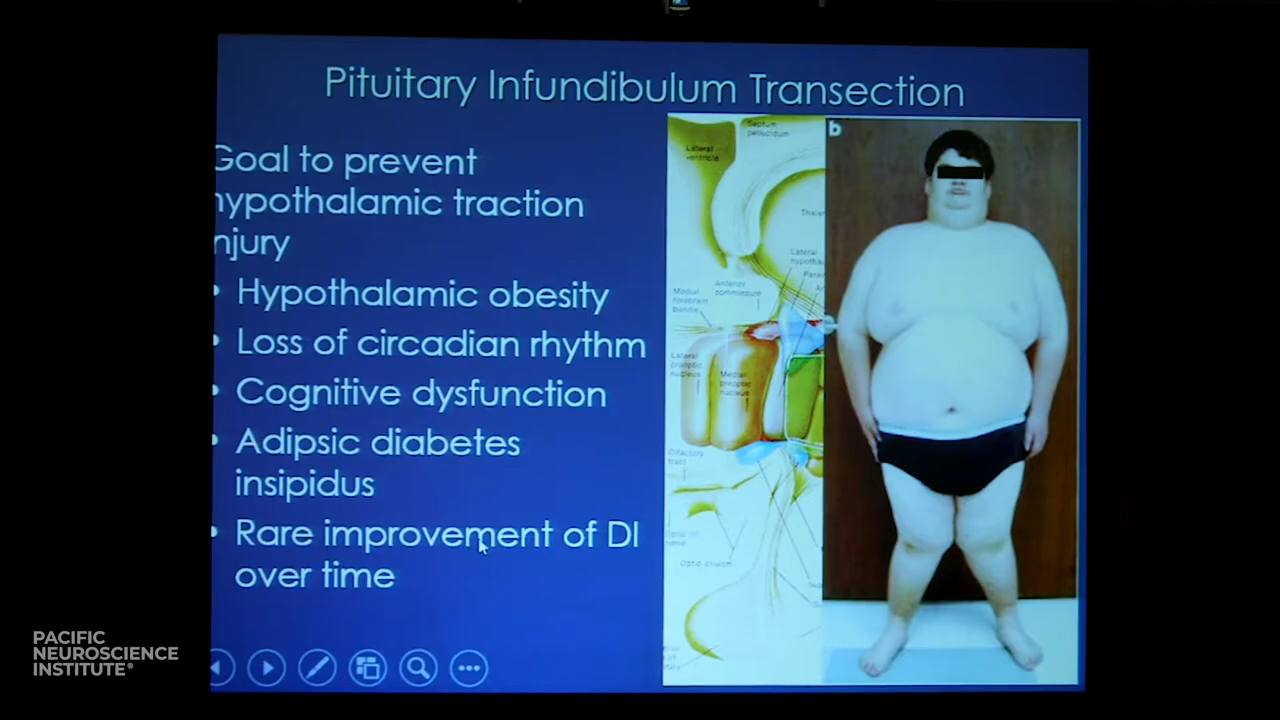 Pituitary Infundibulum Transection
Goal to prevent
hypothalamic traction
injury
• Hypothalamic obesity
• Loss of circadian rhythm
• Cognitive dysfunction
• Adipsic diabetes
insipidus
• Rare improvement of DI
over time
Septum
pellucidum
Lateral
ventricle
Lateral
Anterior
commissure
Medial
forebrain
bundle
Lateral
preoptic
nucleus
Medial
preoptic
nucleus
Olfactory
tract
Optic chiasm
b
PACIFIC
NEUROSCIENCE
INSTITUTE®